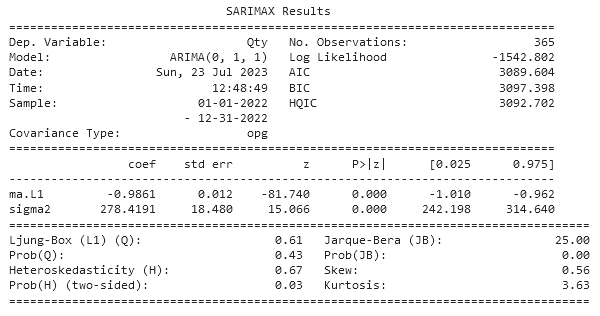 SARIMAX Results
==============================================================================
Dep. Variable:                    Qty   No. Observations:                  365
Model:                 ARIMA(0, 1, 1)   Log Likelihood               -1542.802
Date:                Sun, 23 Jul 2023   AIC                           3089.604
Time:                        12:48:49   BIC                           3097.398
Sample:                    01-01-2022   HQIC                          3092.702
                         - 12-31-2022
Covariance Type:                  opg
==============================================================================
                 coef    std err          z      P>|z|      [0.025      0.975]
------------------------------------------------------------------------------
ma.L1         -0.9861      0.012    -81.740      0.000      -1.010      -0.962
sigma2       278.4191     18.480     15.066      0.000     242.198     314.640
===================================================================================
Ljung-Box (L1) (Q):                   0.61   Jarque-Bera (JB):                25.00
Prob(Q):                              0.43   Prob(JB):                         0.00
Heteroskedasticity (H):               0.67   Skew:                             0.56
Prob(H) (two-sided):                  0.03   Kurtosis:                         3.63
===================================================================================